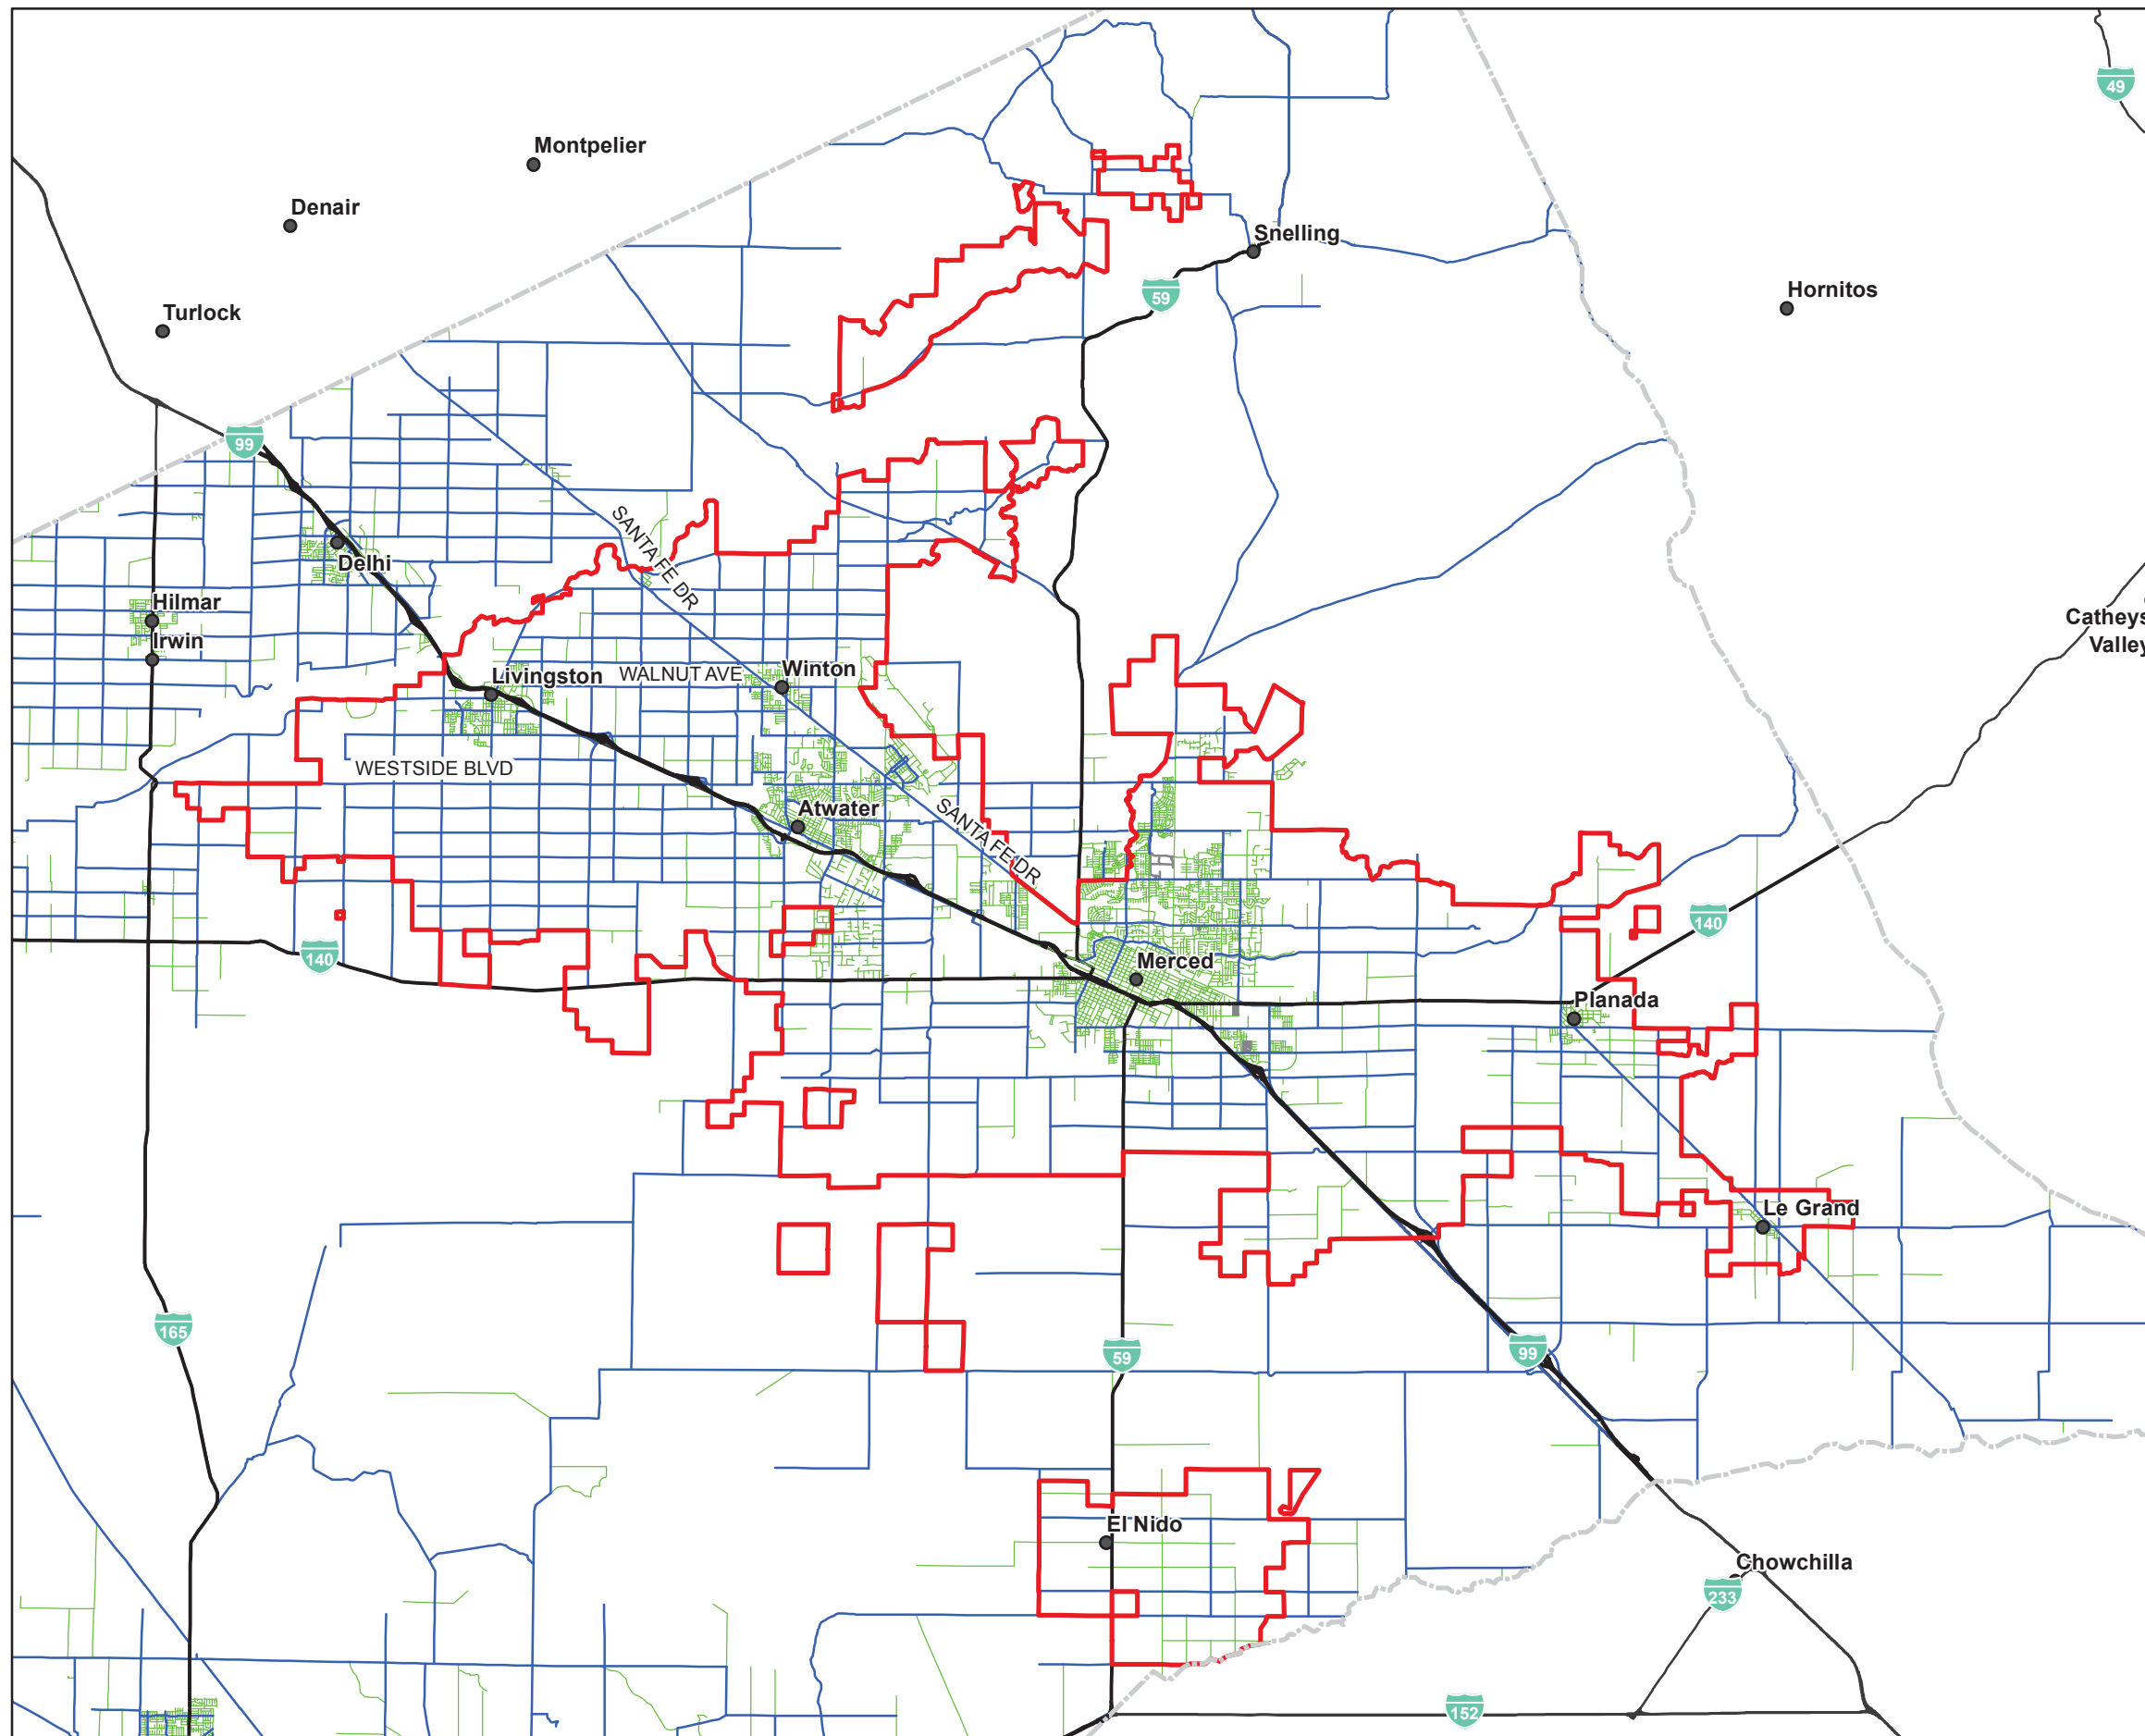 49
Montpelier
Denair
Snelling
59
Hornitos
Turlock
99
SANTA FE DR
Delhi
Hilmar
Catheys
Valley
Irwin
Livingston
WALNUT AVE
Winton
WESTSIDE BLVD
Atwater
SANTA FE DR
140
140
Merced
Planada
Le Grand
165
59
99
El Nido
Chowchilla
233
152